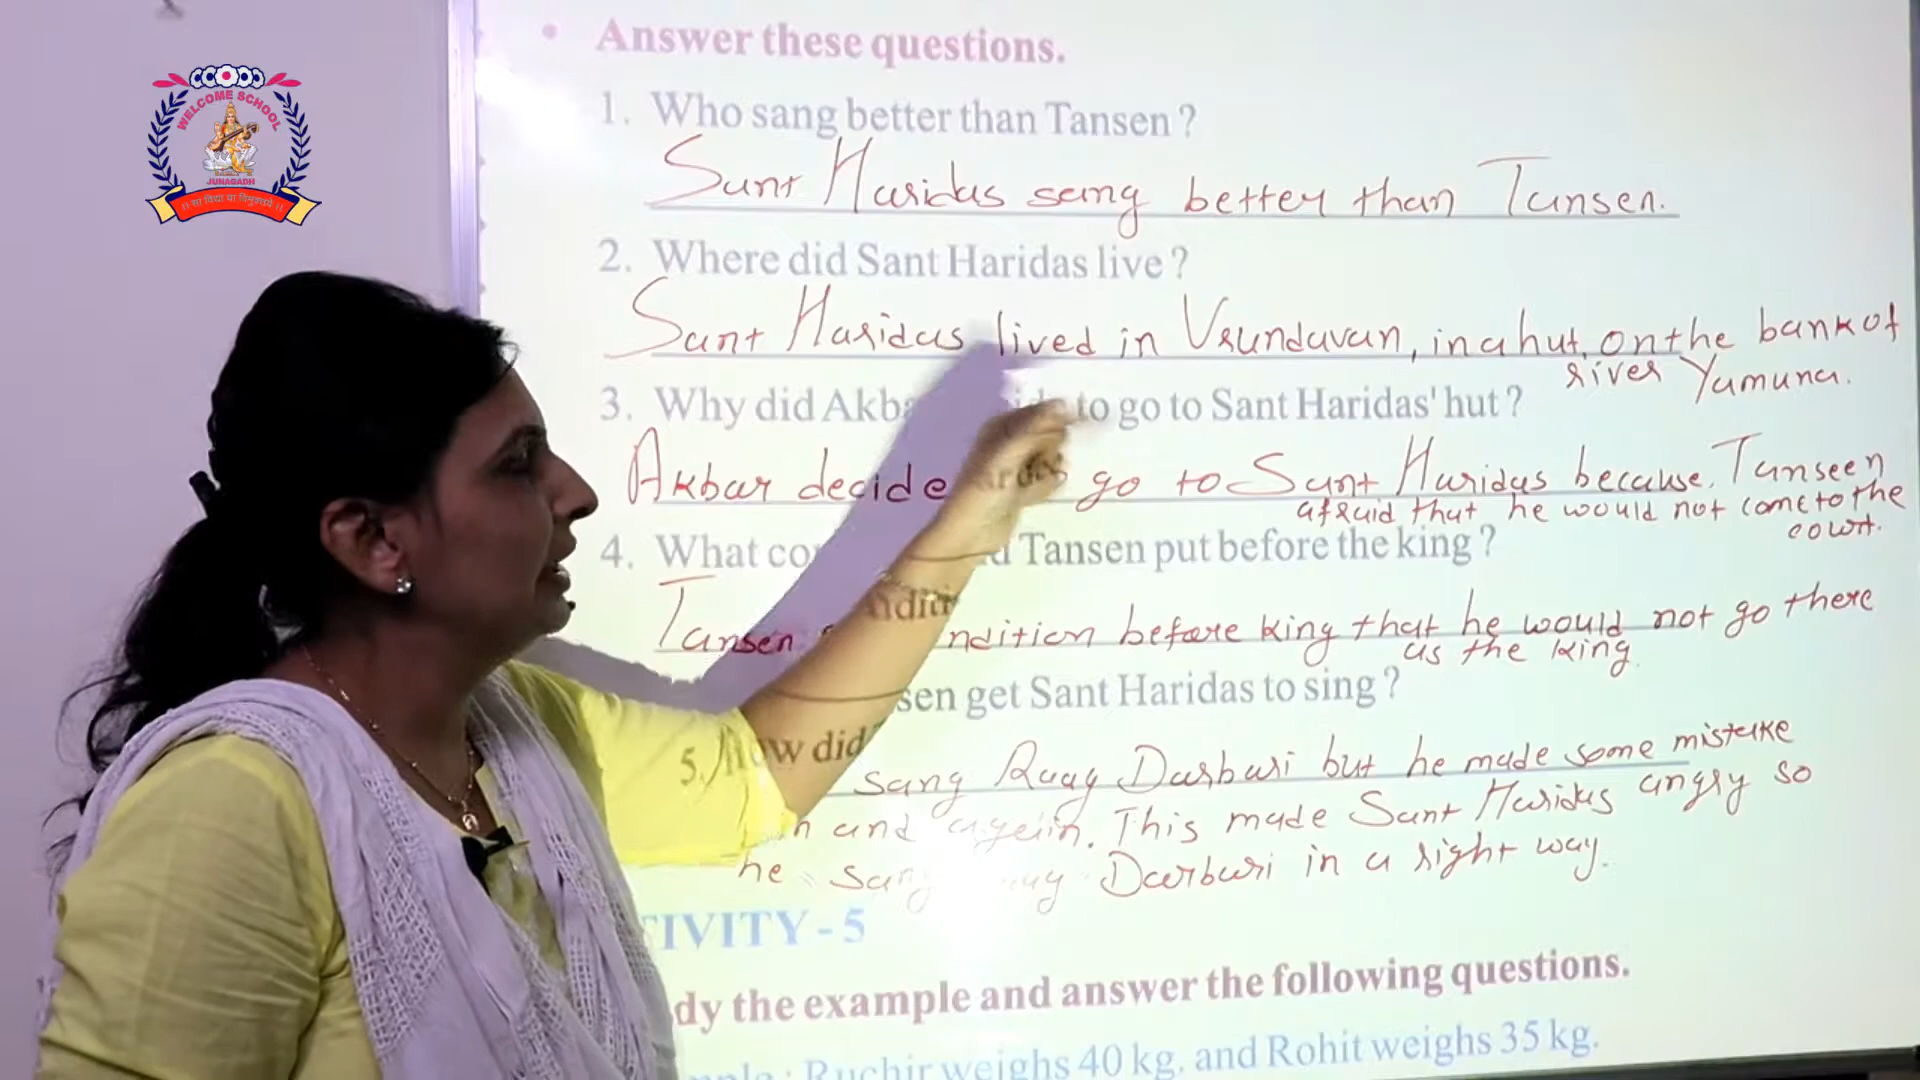 WELCOME SCHOOL
JUNAGADH
।। सा विद्या या विमुक्तये ।।
• Answer these questions.
1. Who sang better than Tansen ?
Sant Haridas sang better than Tansen.
2. Where did Sant Haridas live ?
Sant Haridas lived in Vrundavan, in a hut, on the bank of
river Yamuna.
3. Why did Akba to go to Sant Haridas' hut ?
Akbar decide go to Sant Haridas because Tanseen
afraid that he would not come to the
court.
4. What co Tansen put before the king ?
Tansen ndition before king that he would not go there
as the king.
5. How did sen get Sant Haridas to sing ?
sang Raag Darbari but he made some mistake
and again. This made Sant Haridas angry so
he sang Darbari in a right way.
TIVITY - 5
dy the example and answer the following questions.
mple : Ruchir weighs 40 kg. and Rohit weighs 35 kg.